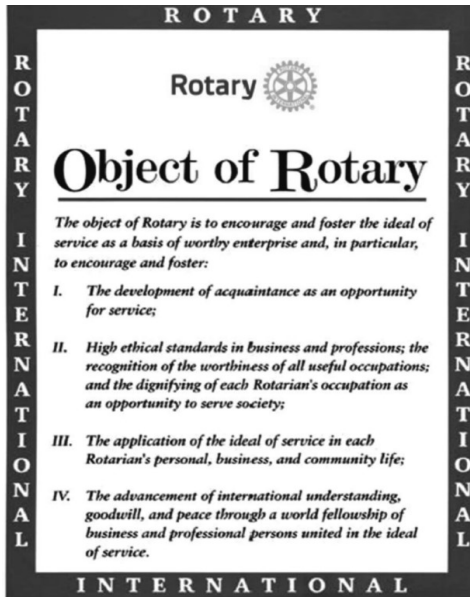 ROTARY
ROTARY INTERNATIONAL
ROTARY INTERNATIONAL
Rotary
Object of Rotary
The object of Rotary is to encourage and foster the ideal of
service as a basis of worthy enterprise and, in particular,
to encourage and foster:
I. The development of acquaintance as an opportunity
for service;
II. High ethical standards in business and professions; the
recognition of the worthiness of all useful occupations;
and the dignifying of each Rotarian's occupation as
an opportunity to serve society;
III. The application of the ideal of service in each
Rotarian's personal, business, and community life;
IV. The advancement of international understanding,
goodwill, and peace through a world fellowship of
business and professional persons united in the ideal
of service.
INTERNATIONAL